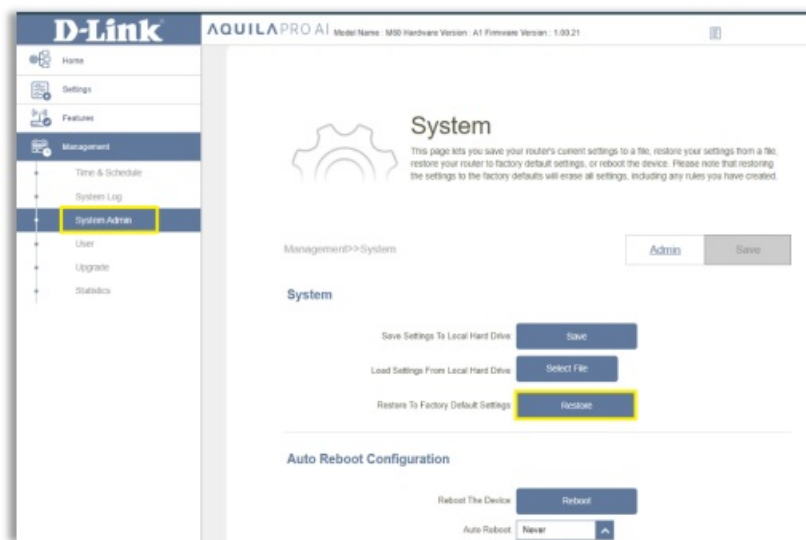 D-Link
AQUILA PRO AI Model Name : M60 Hardware Version : A1 Firmware Version : 1.00.21
Home
Settings
Features
Management
Time & Schedule
System Log
System Admin
User
Upgrade
Statistics
System
This page lets you save your router's current settings to a file, restore your settings from a file,
restore your router to factory default settings, or reboot the device. Please note that restoring
the settings to the factory defaults will erase all settings, including any rules you have created.
Management>>System
Admin
Save
System
Save Settings To Local Hard Drive Save
Load Settings From Local Hard Drive Select File
Restore To Factory Default Settings Restore
Auto Reboot Configuration
Reboot The Device Reboot
Auto Reboot Never